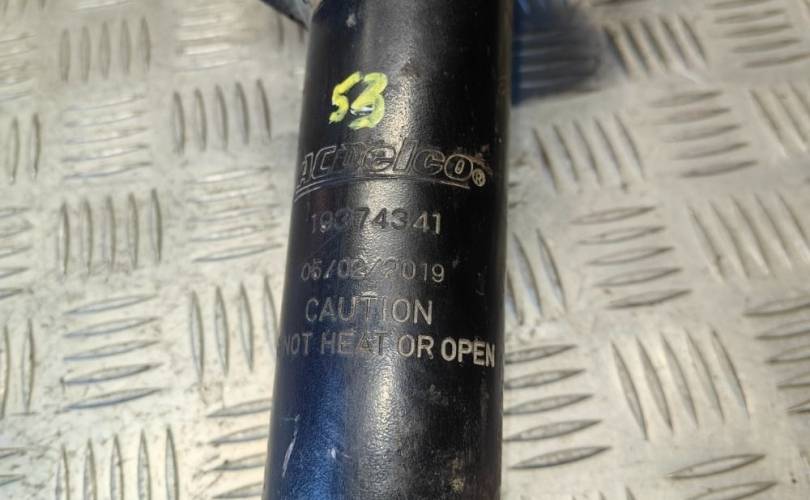 53
ACDelco®
19374341
05/02/2019
CAUTION
NOT HEAT OR OPEN